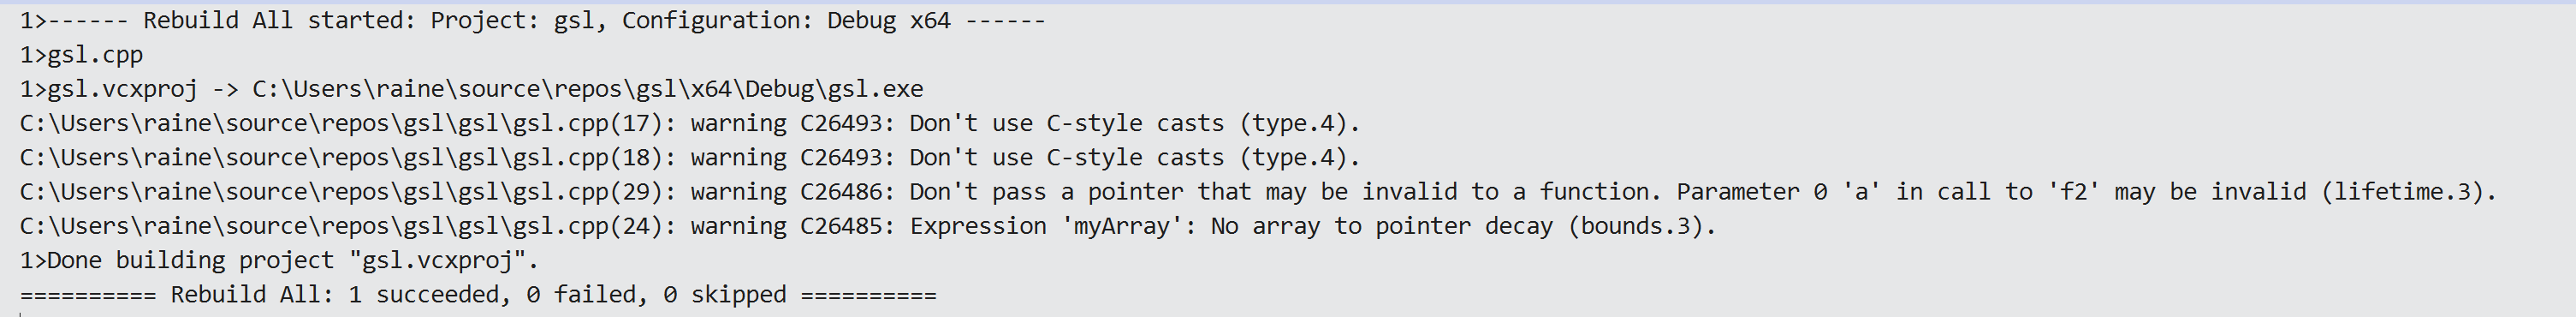 1>------ Rebuild All started: Project: gsl, Configuration: Debug x64 ------
1>gsl.cpp
1>gsl.vcxproj -> C:\Users\raine\source\repos\gsl\x64\Debug\gsl.exe
C:\Users\raine\source\repos\gsl\gsl\gsl.cpp(17): warning C26493: Don't use C-style casts (type.4).
C:\Users\raine\source\repos\gsl\gsl\gsl.cpp(18): warning C26493: Don't use C-style casts (type.4).
C:\Users\raine\source\repos\gsl\gsl\gsl.cpp(29): warning C26486: Don't pass a pointer that may be invalid to a function. Parameter 0 'a' in call to 'f2' may be invalid (lifetime.3).
C:\Users\raine\source\repos\gsl\gsl\gsl.cpp(24): warning C26485: Expression 'myArray': No array to pointer decay (bounds.3).
1>Done building project "gsl.vcxproj".
========== Rebuild All: 1 succeeded, 0 failed, 0 skipped ==========